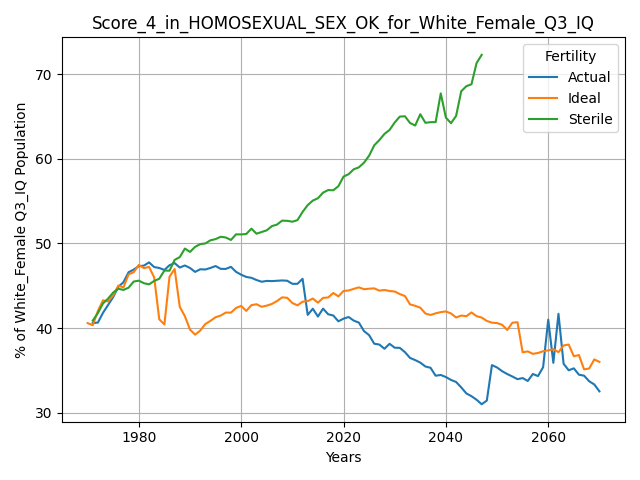 Score_4_in_HOMOSEXUAL_SEX_OK_for_White_Female_Q3_IQ
Fertility
Actual
Ideal
Sterile
% of White_Female Q3_IQ Population
70
60
50
40
30
1980
2000
2020
2040
2060
Years